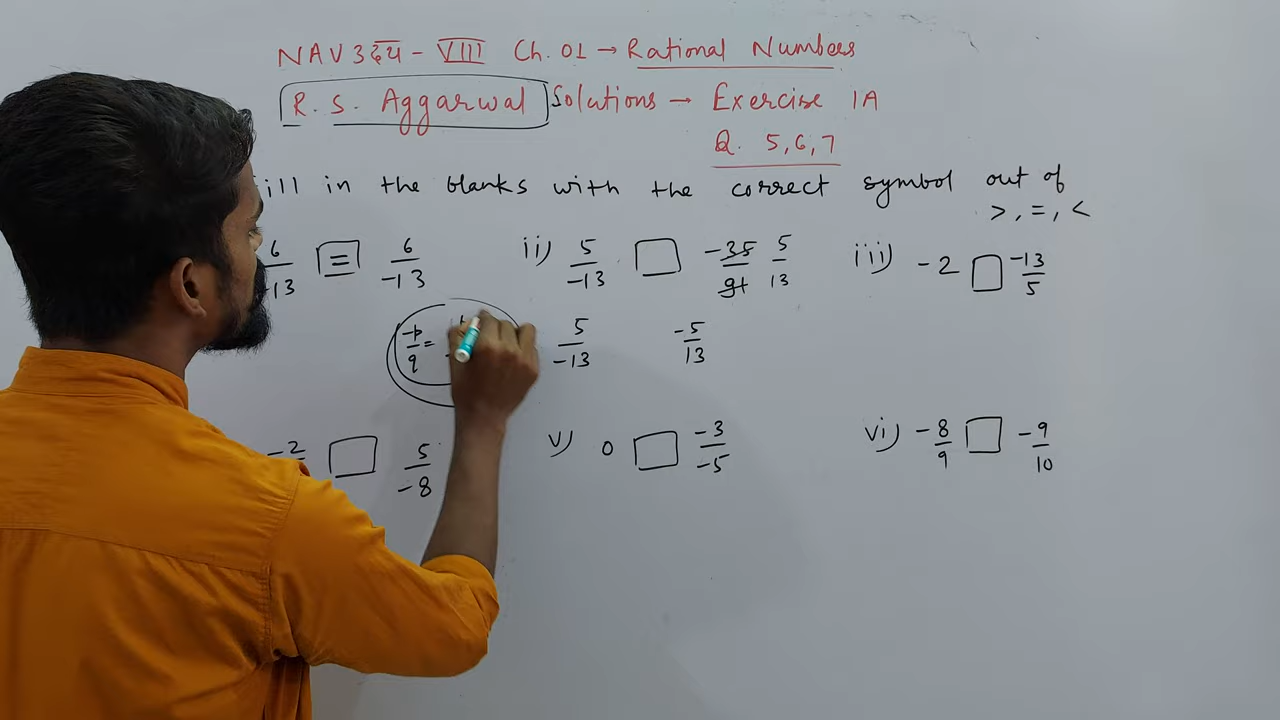 NAV उदय - VIII Ch. 01 → Rational Numbers
R. S. Aggarwal Solutions → Exercise 1A
Q. 5, 6, 7
ill in the blanks with the correct symbol out of
>, =, <
6/13 = 6/-13 ii) 5/-13 □ -35/91 5/13 iii) -2 □ -13/5
-p/q = 5/-13 -5/13
-2 □ 5/-8 v) 0 □ -3/-5 vi) -8/9 □ -9/10